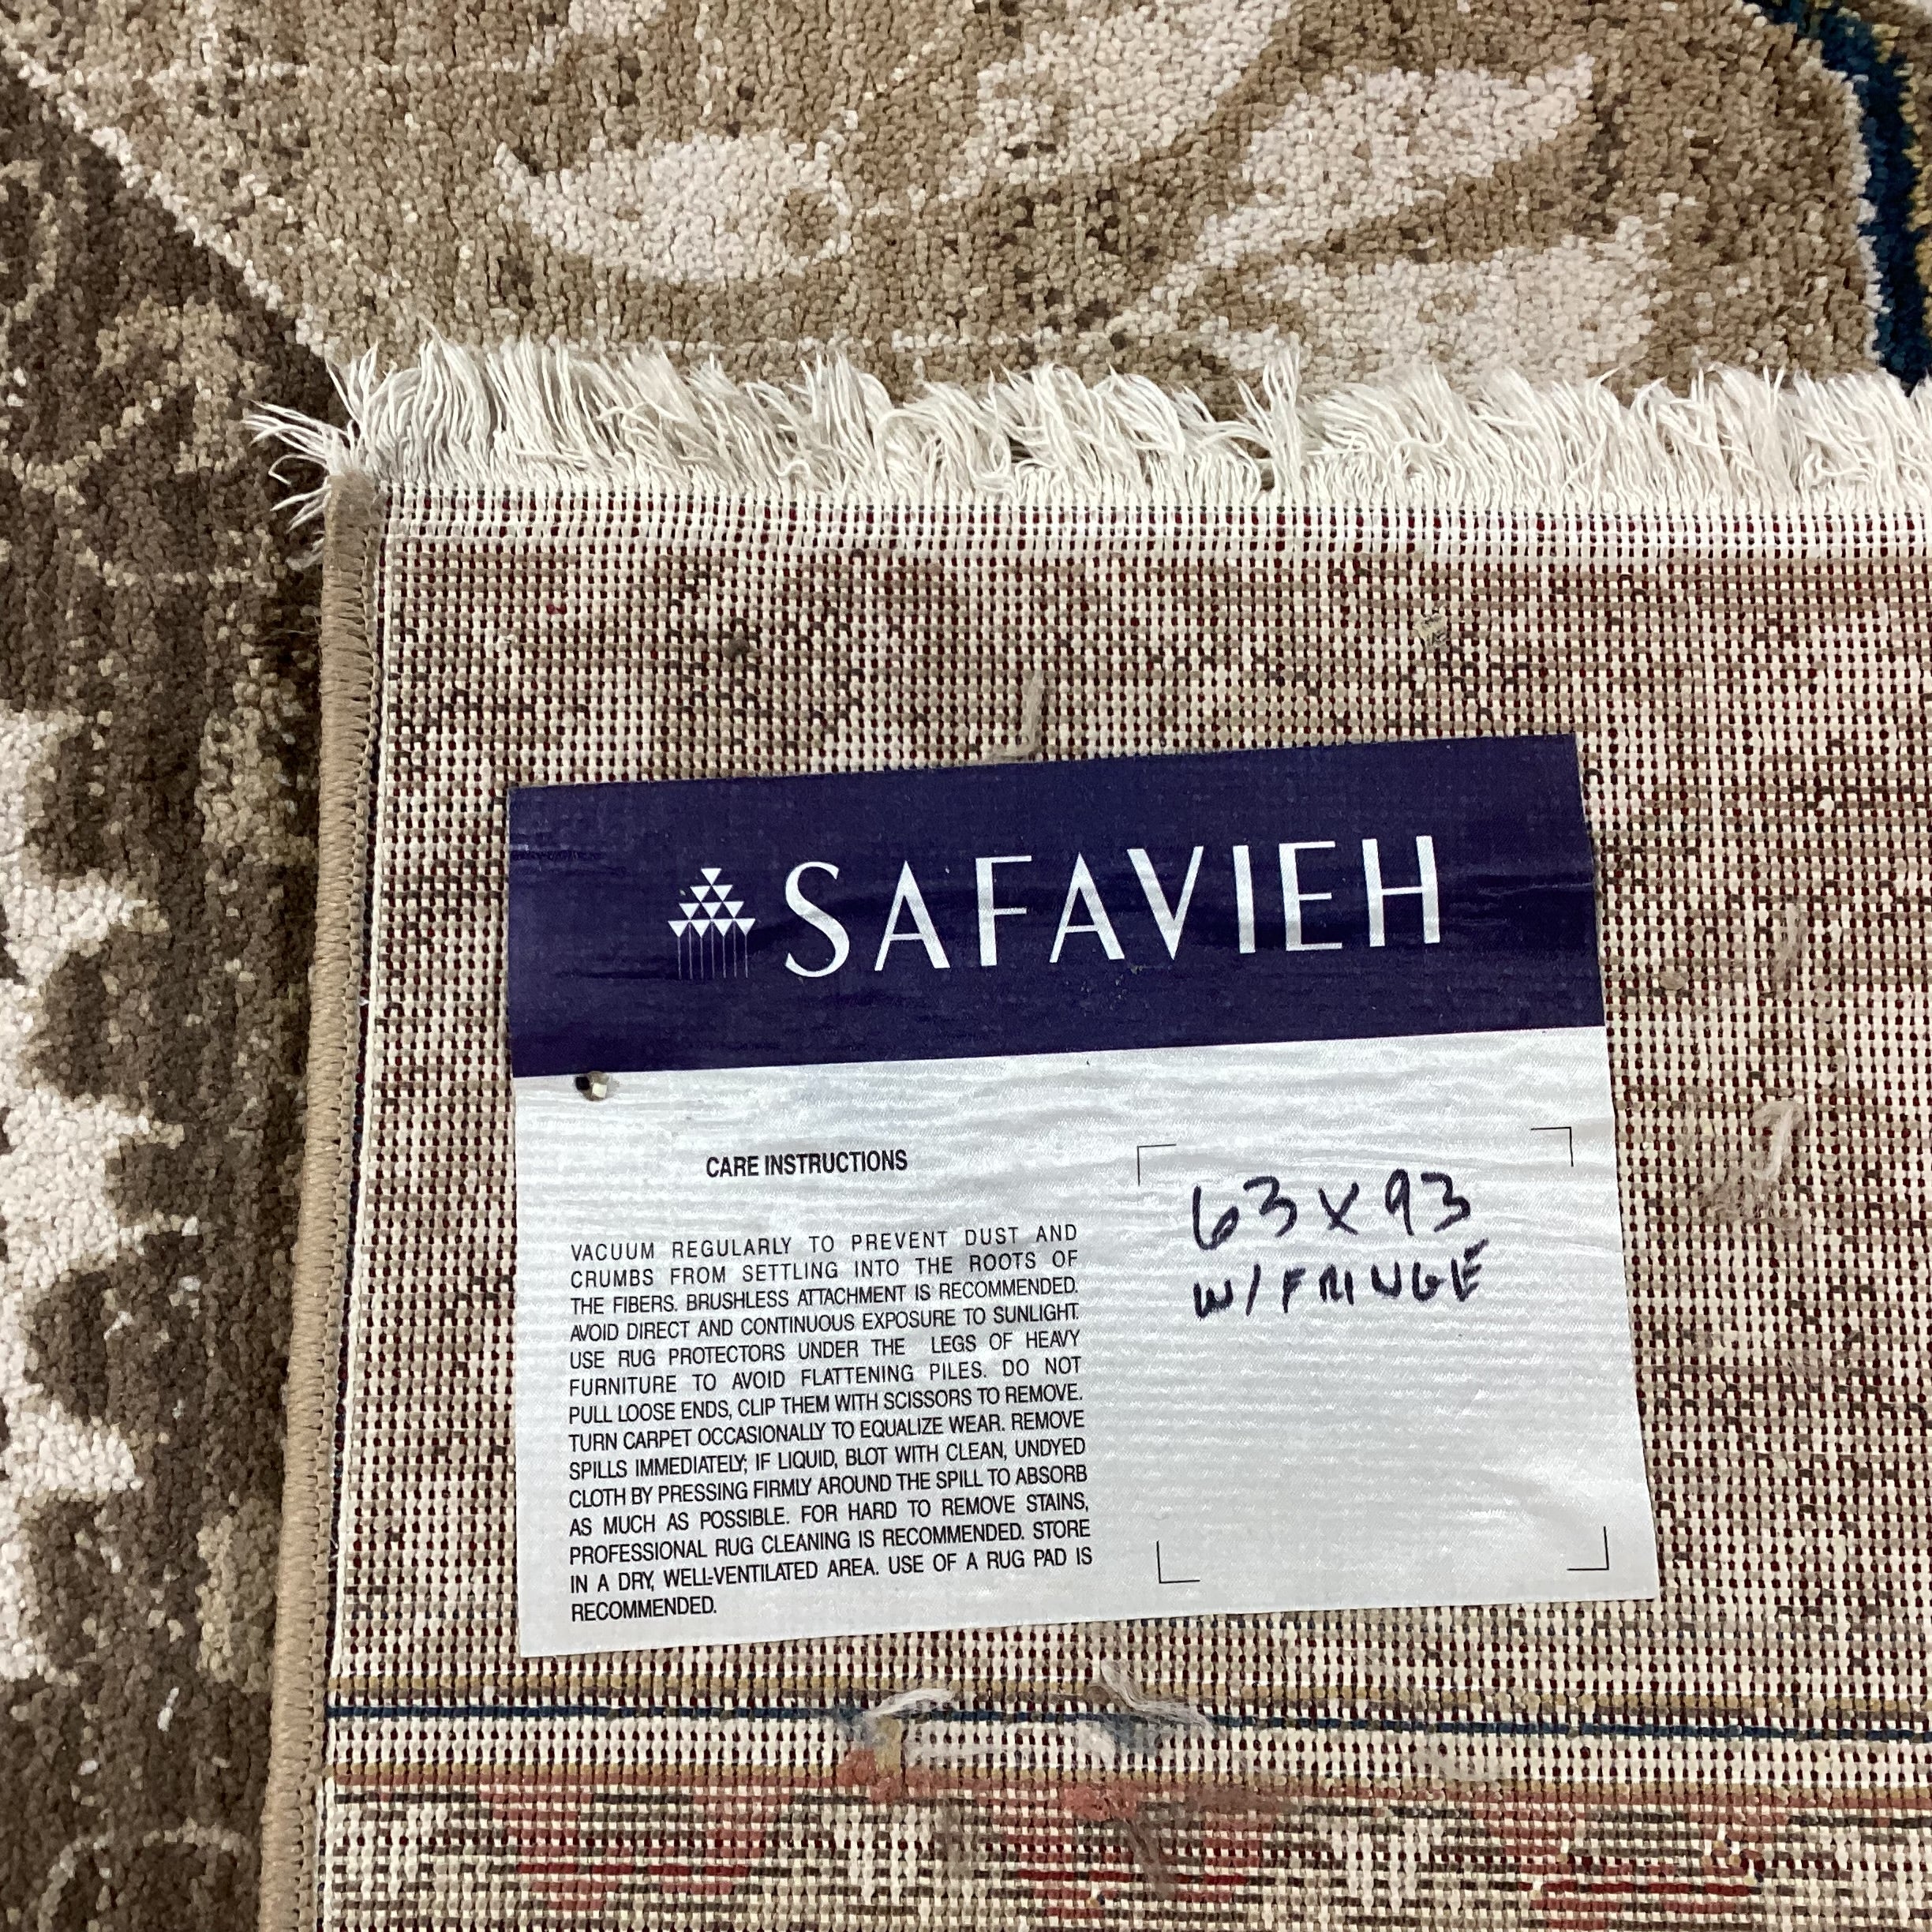 SAFAVIEH
CARE INSTRUCTIONS
VACUUM REGULARLY TO PREVENT DUST AND
CRUMBS FROM SETTLING INTO THE ROOTS OF
THE FIBERS. BRUSHLESS ATTACHMENT IS RECOMMENDED.
AVOID DIRECT AND CONTINUOUS EXPOSURE TO SUNLIGHT.
USE RUG PROTECTORS UNDER THE LEGS OF HEAVY
FURNITURE TO AVOID FLATTENING PILES. DO NOT
PULL LOOSE ENDS, CLIP THEM WITH SCISSORS TO REMOVE.
TURN CARPET OCCASIONALLY TO EQUALIZE WEAR. REMOVE
SPILLS IMMEDIATELY; IF LIQUID, BLOT WITH CLEAN, UNDYED
CLOTH BY PRESSING FIRMLY AROUND THE SPILL TO ABSORB
AS MUCH AS POSSIBLE. FOR HARD TO REMOVE STAINS,
PROFESSIONAL RUG CLEANING IS RECOMMENDED. STORE
IN A DRY, WELL-VENTILATED AREA. USE OF A RUG PAD IS
RECOMMENDED.
63 X 93
W/ FRINGE